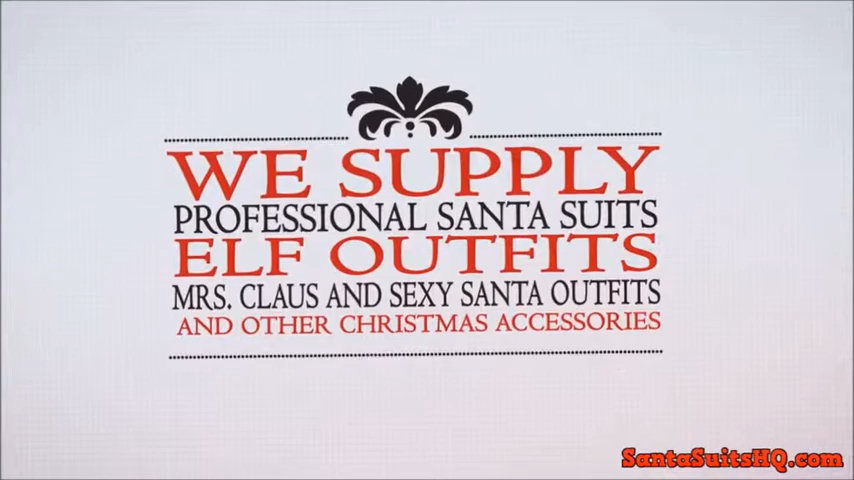 WE SUPPLY
PROFESSIONAL SANTA SUITS
ELF OUTFITS
MRS. CLAUS AND SEXY SANTA OUTFITS
AND OTHER CHRISTMAS ACCESSORIES
SantaSuitsHQ.com